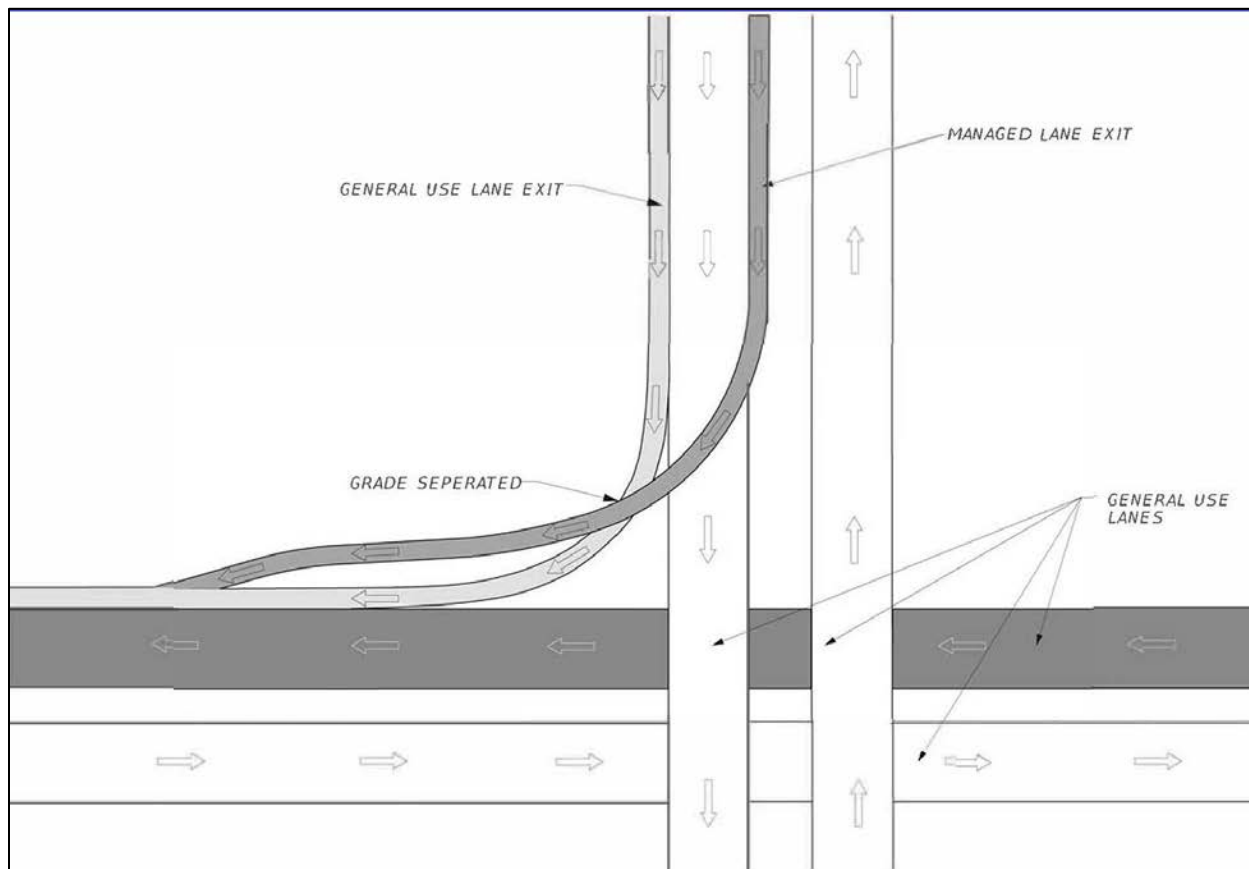 MANAGED LANE EXIT
GENERAL USE LANE EXIT
GRADE SEPERATED
GENERAL USE
LANES